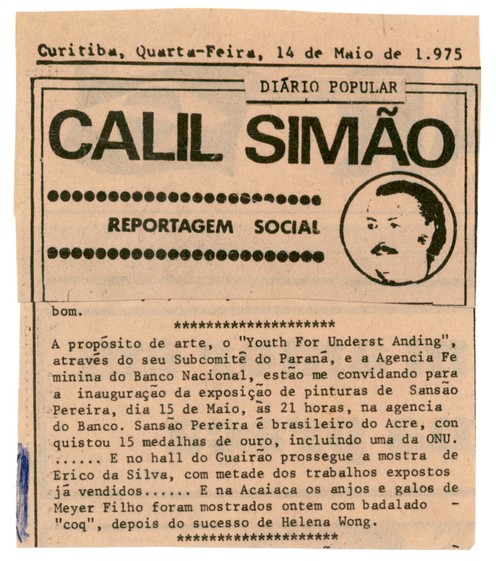 Curitiba, Quarta-Feira, 14 de Maio de 1.975
DIÁRIO POPULAR
CALIL SIMÃO
REPORTAGEM SOCIAL
bom.
********************
A propósito de arte, o "Youth For Underst Anding",
através do seu Subcomitê do Paraná, e a Agencia Fe
minina do Banco Nacional, estão me convidando para
a inauguração da exposição de pinturas de Sansão
Pereira, dia 15 de Maio, às 21 horas, na agencia
do Banco. Sansão Pereira é brasileiro do Acre, con
quistou 15 medalhas de ouro, incluindo uma da ONU.
...... E no hall do Guairão prossegue a mostra de
Erico da Silva, com metade dos trabalhos expostos
já vendidos...... E na Acaiaca os anjos e galos de
Meyer Filho foram mostrados ontem com badalado -
"coq", depois do sucesso de Helena Wong.
********************